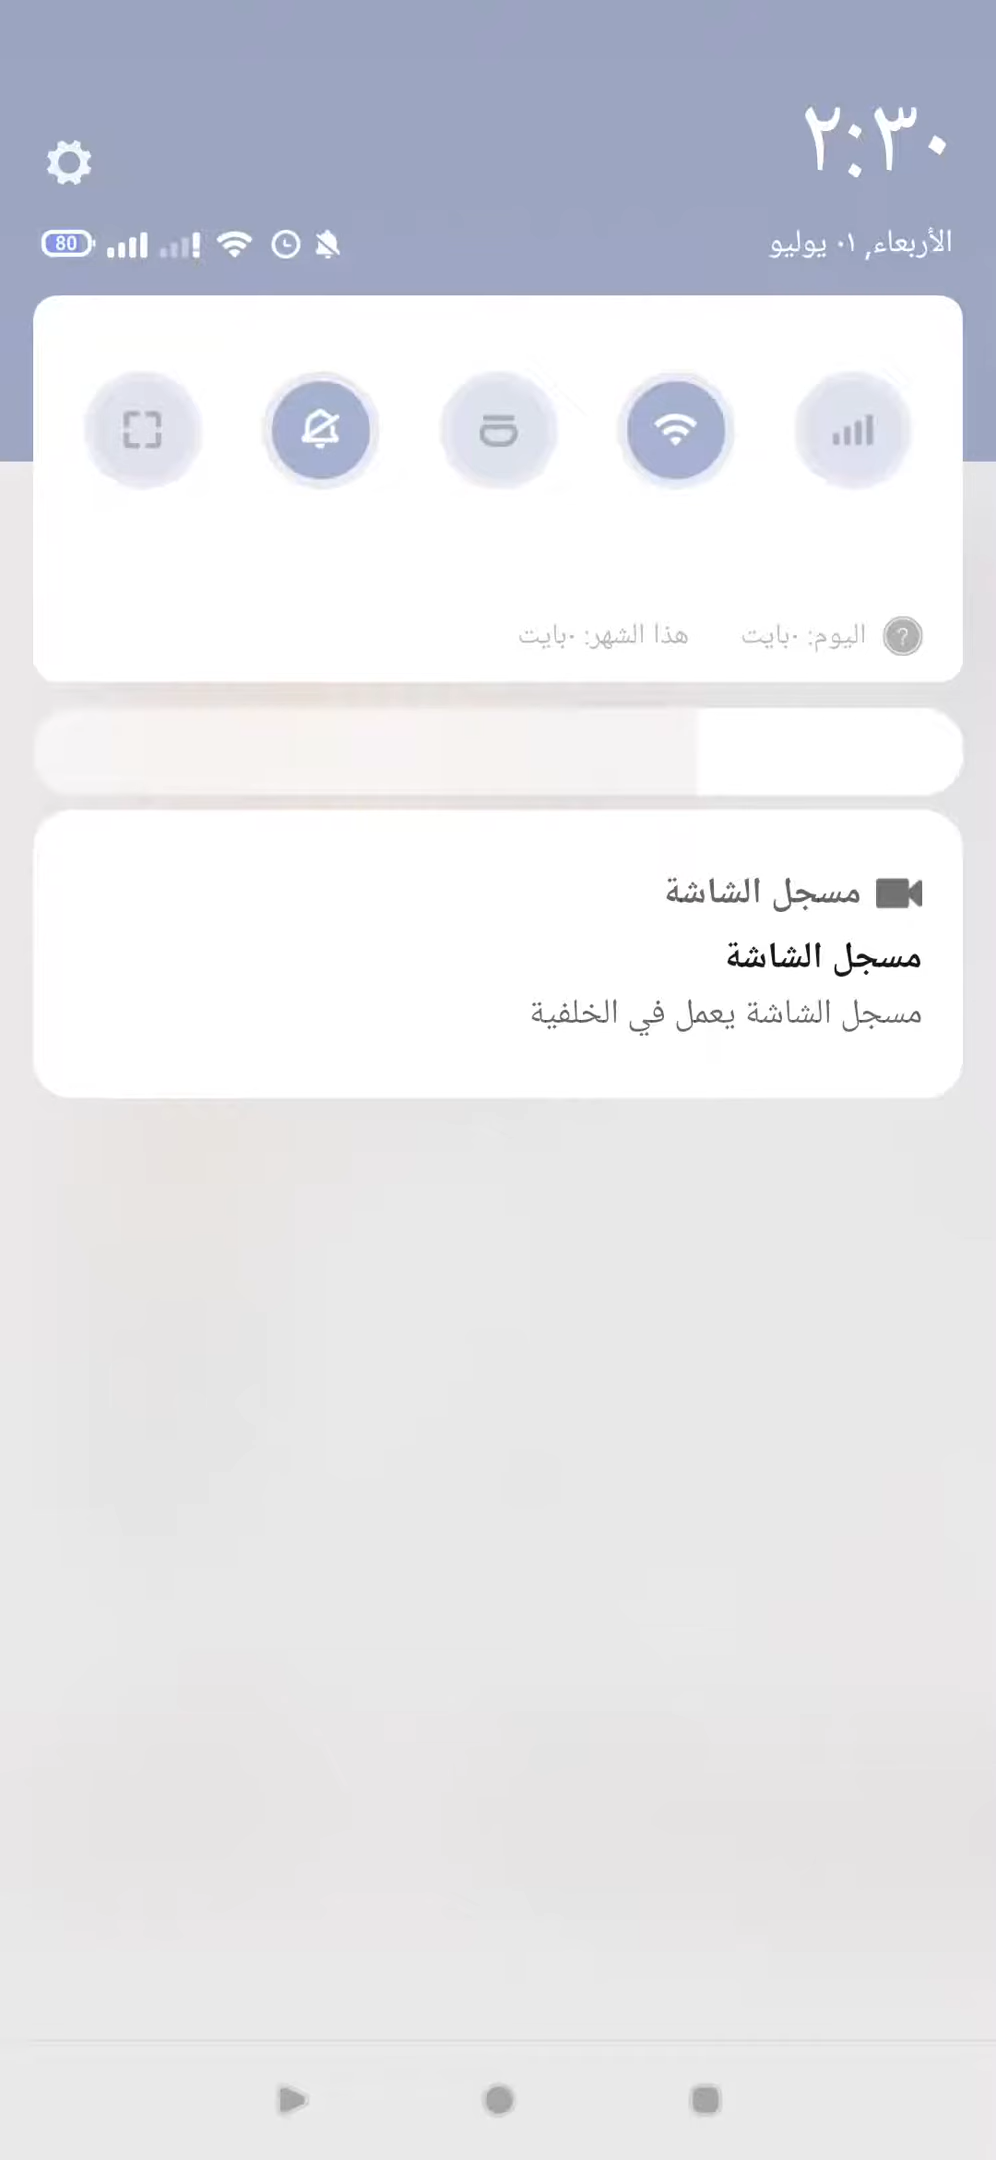 ٢:٣٠
الأربعاء, ٠١ يوليو
80
اليوم: ٠بايت هذا الشهر: ٠بايت
مسجل الشاشة
مسجل الشاشة
مسجل الشاشة يعمل في الخلفية